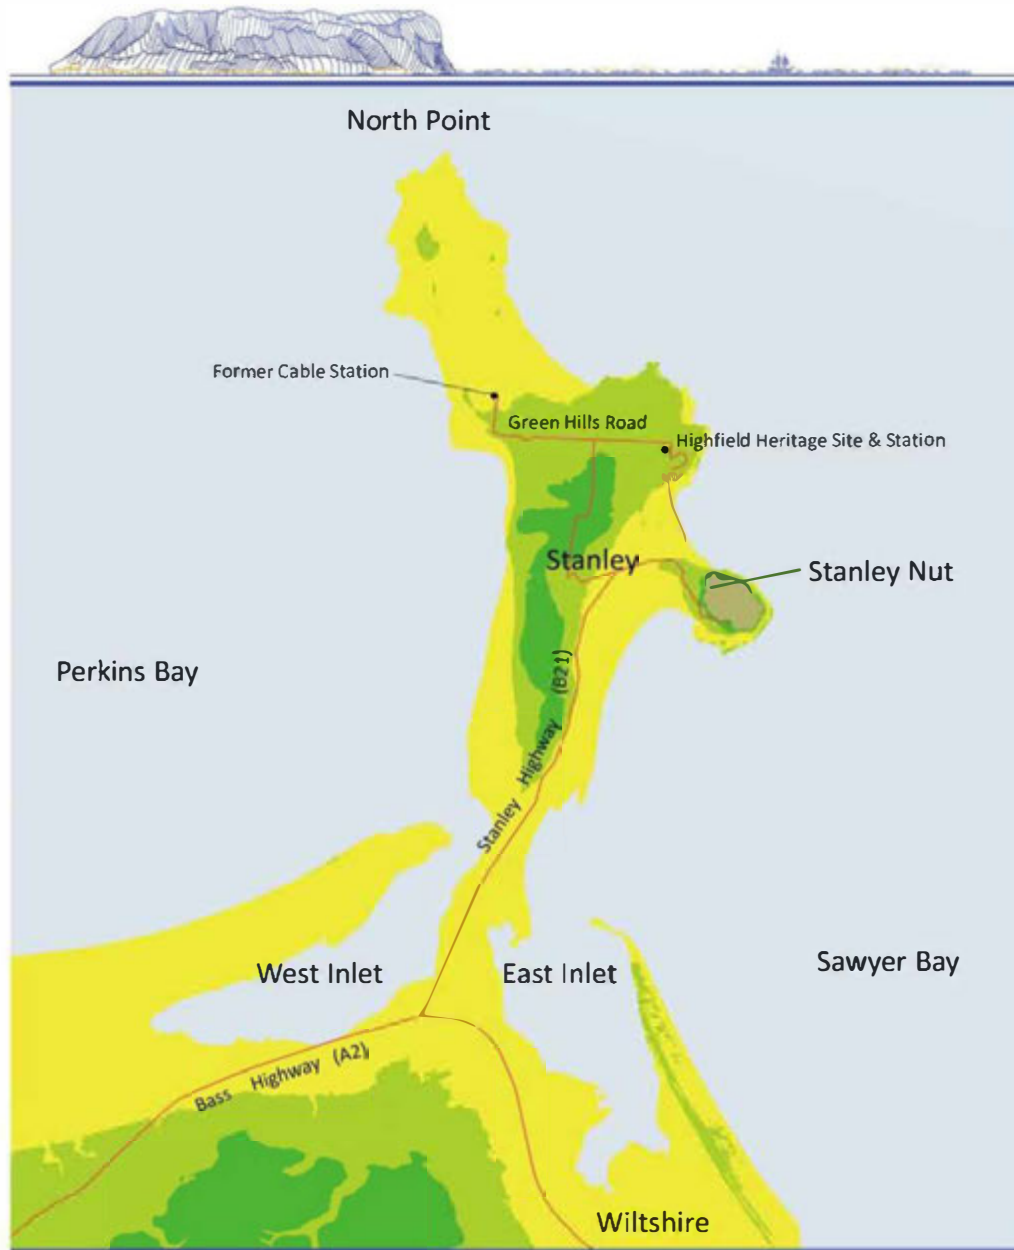 North Point
Former Cable Station
Green Hills Road
Highfield Heritage Site & Station
Stanley
Stanley Nut
Perkins Bay
Stanley Highway (B21)
West Inlet
East Inlet
Sawyer Bay
Bass Highway (A2)
Wiltshire